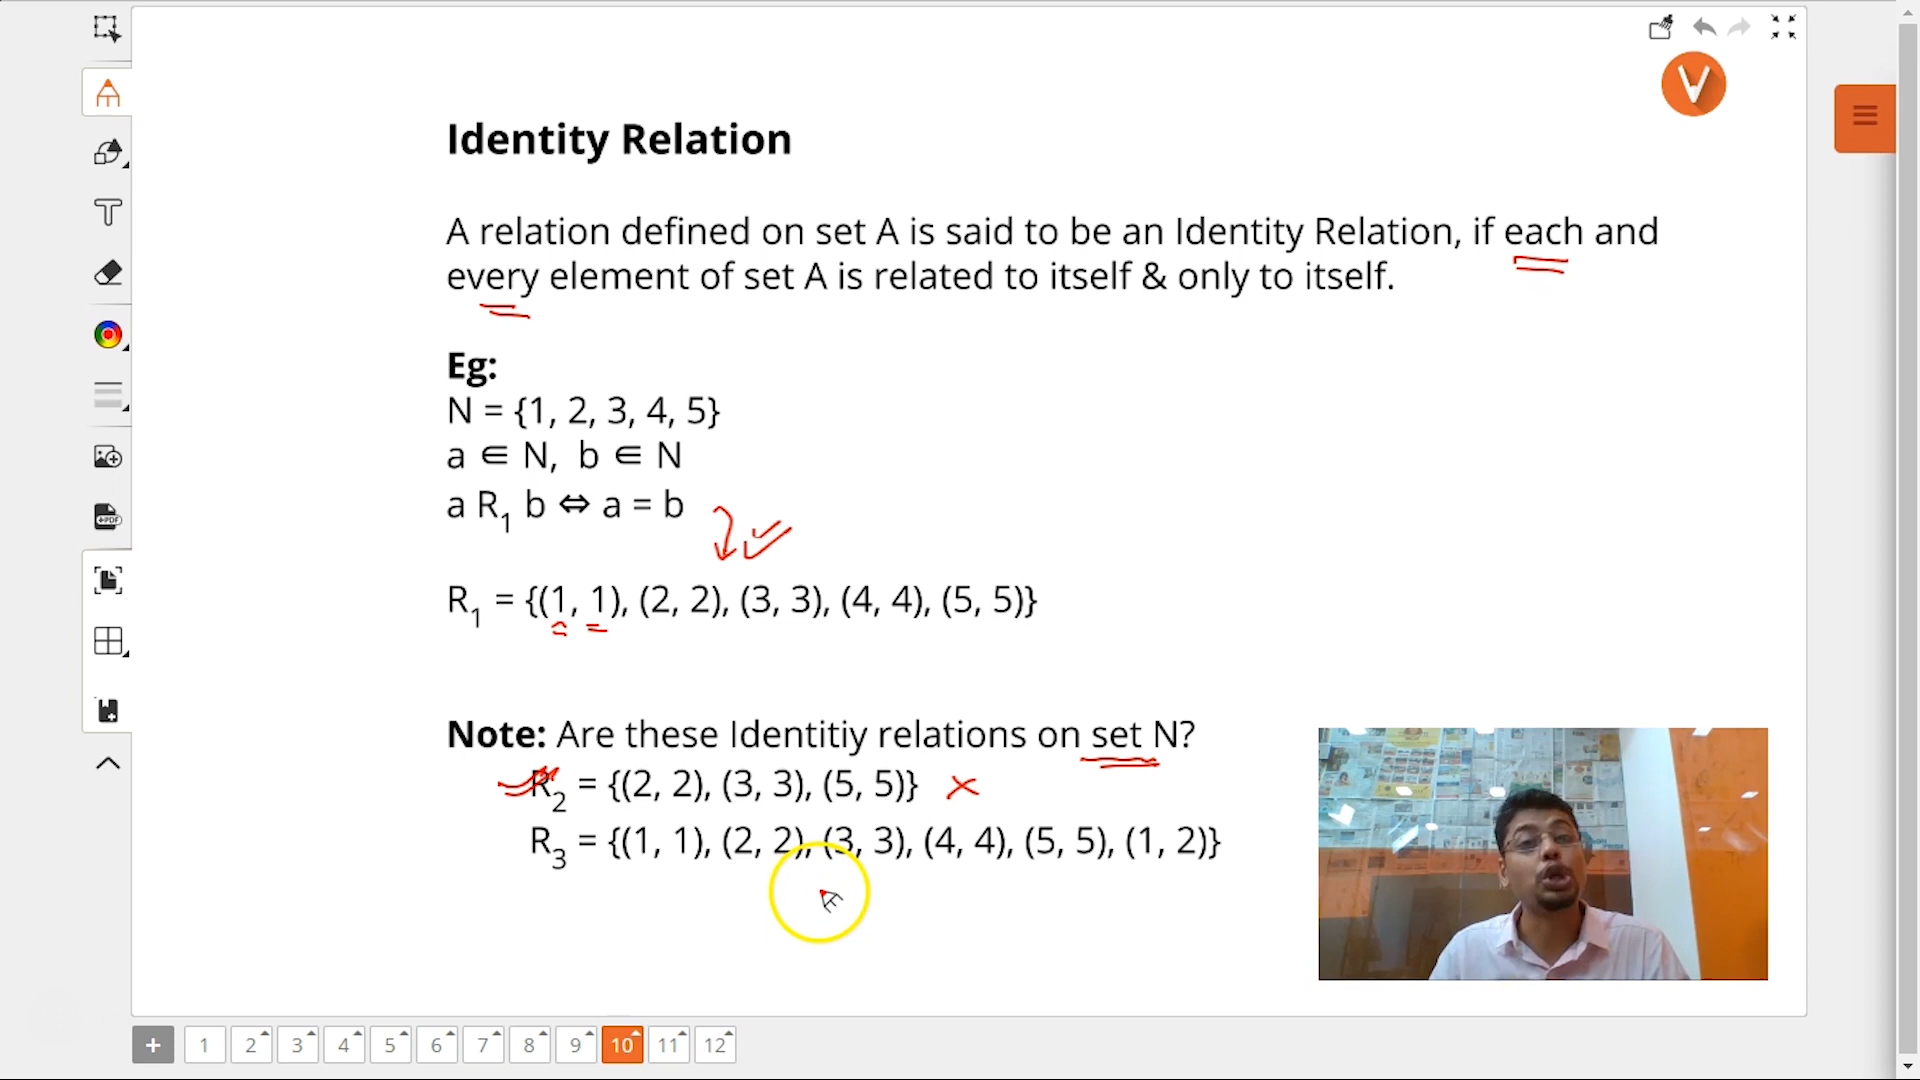 Identity Relation
A relation defined on set A is said to be an Identity Relation, if each and
every element of set A is related to itself & only to itself.
Eg:
N = {1, 2, 3, 4, 5}
a ∈ N, b ∈ N
a R₁ b ⇔ a = b
R₁ = {(1, 1), (2, 2), (3, 3), (4, 4), (5, 5)}
Note: Are these Identitiy relations on set N?
R₂ = {(2, 2), (3, 3), (5, 5)} ×
R₃ = {(1, 1), (2, 2), (3, 3), (4, 4), (5, 5), (1, 2)}
+ 1 2 3 4 5 6 7 8 9 10 11 12